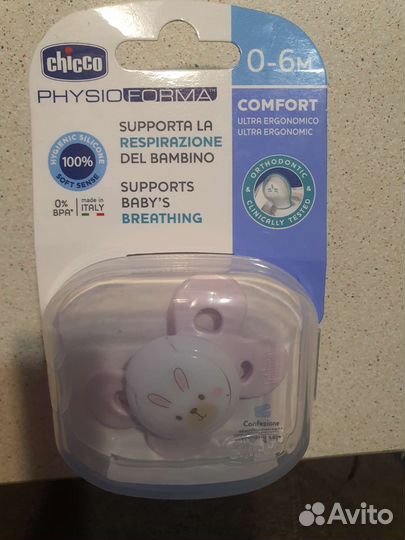 chicco
0-6M
PHYSIOFORMA™
COMFORT
ULTRA ERGONOMICO
ULTRA ERGONOMIC
HYGIENIC SILICONE
100%
SOFT SENSE
SUPPORTA LA
RESPIRAZIONE
DEL BAMBINO
SUPPORTS
BABY'S
BREATHING
0%
BPA*
made in
ITALY
ORTHODONTIC
& CLINICALLY TESTED &
Confezione
Avito